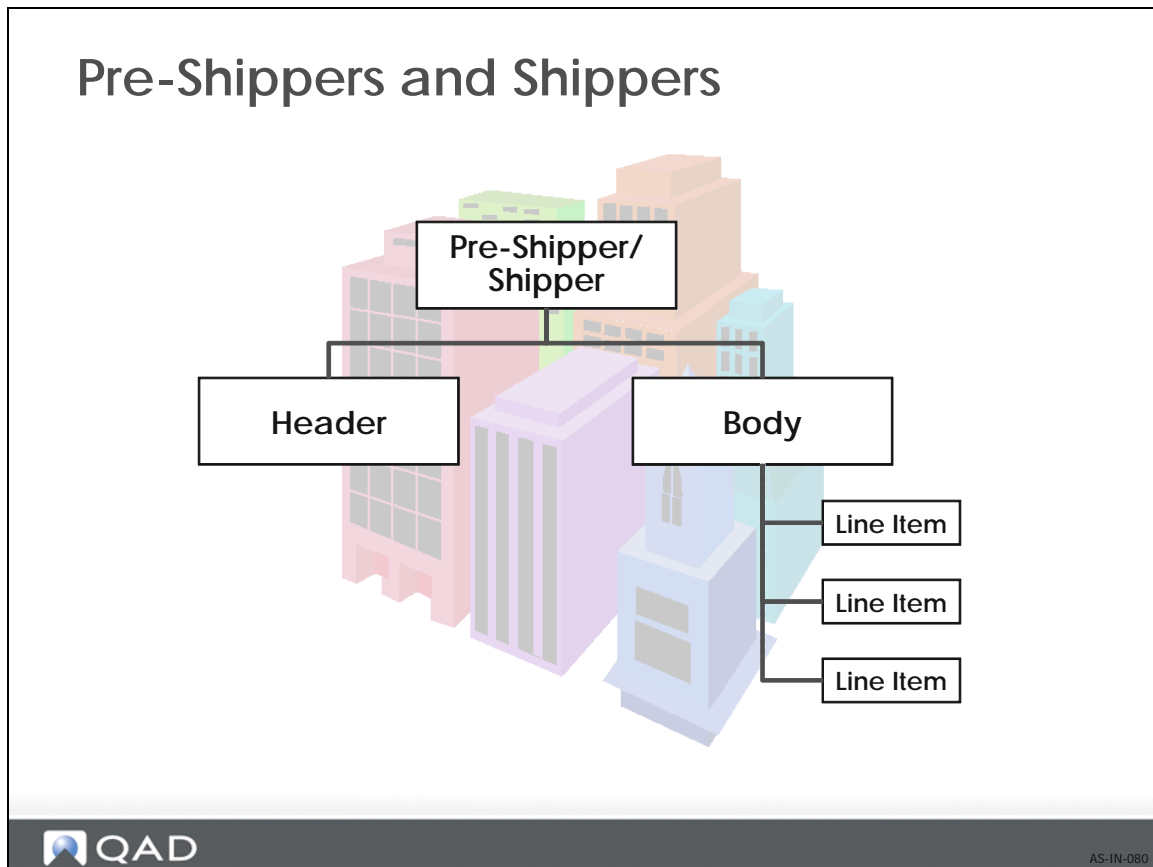 Pre-Shippers and Shippers
Pre-Shipper/
Shipper
Header
Body
Line Item
Line Item
Line Item
QAD
AS-IN-080